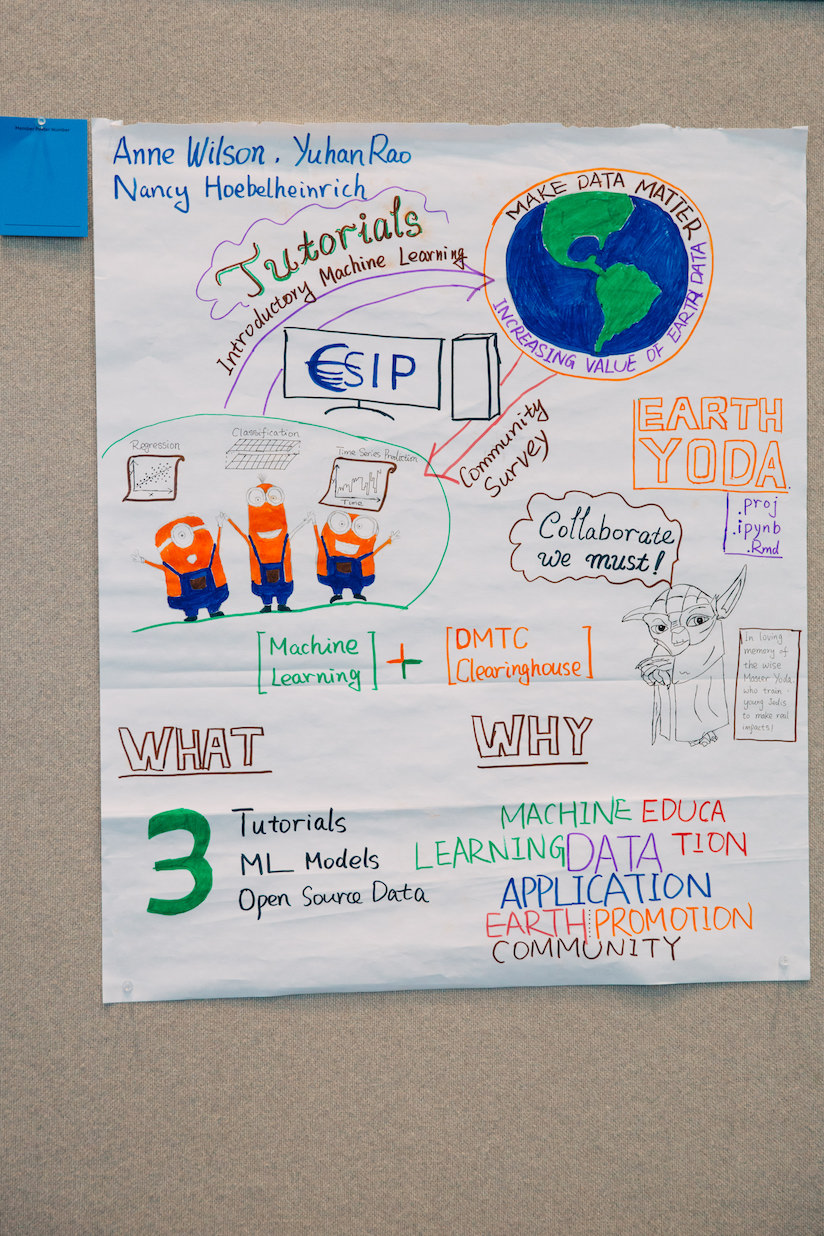 Anne Wilson. Yuhan Rao
Nancy Hoebelheinrich
Tutorials
Introductory Machine Learning
MAKE DATA MATTER
INCREASING VALUE OF EARTH DATA
ESIP
Community
Survey
Regression
Classification
Time Series Prediction
Time
EARTH
YODA
.proj
.ipynb
.Rmd
Collaborate
we must!
[Machine
Learning]
+
[DMTC
Clearinghouse]
In loving
memory of
the wise
Master Yoda
who train
young Jedis
to make real
impacts!
WHAT
3
Tutorials
ML Models
Open Source Data
WHY
MACHINE EDUCA
LEARNING DATA TION
APPLICATION
EARTH PROMOTION
COMMUNITY